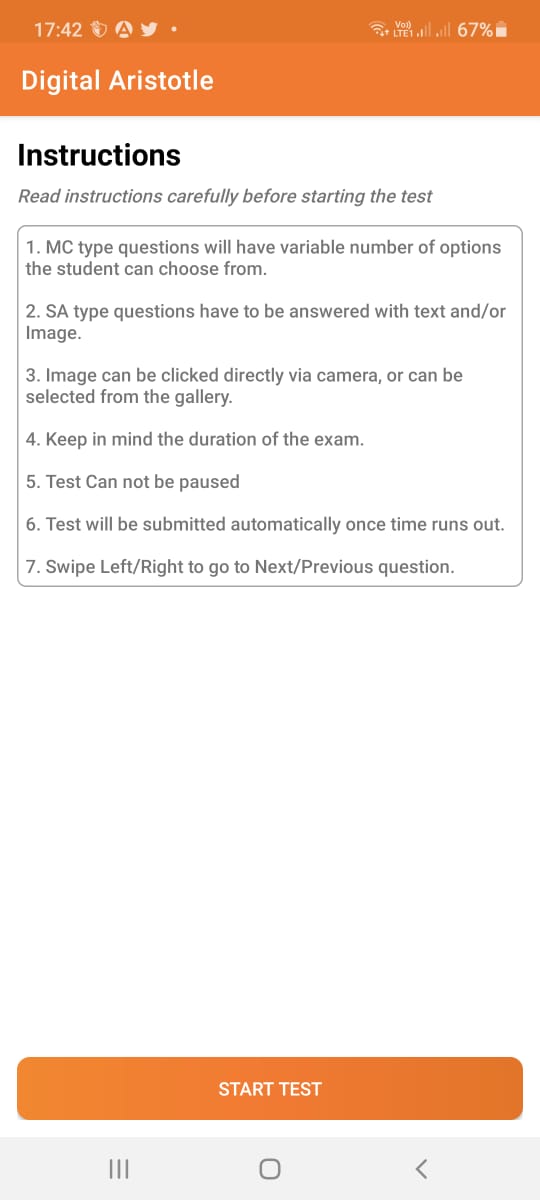 17:42
Vo))
LTE1
67%
Digital Aristotle
Instructions
Read instructions carefully before starting the test
1. MC type questions will have variable number of options
the student can choose from.
2. SA type questions have to be answered with text and/or
Image.
3. Image can be clicked directly via camera, or can be
selected from the gallery.
4. Keep in mind the duration of the exam.
5. Test Can not be paused
6. Test will be submitted automatically once time runs out.
7. Swipe Left/Right to go to Next/Previous question.
START TEST